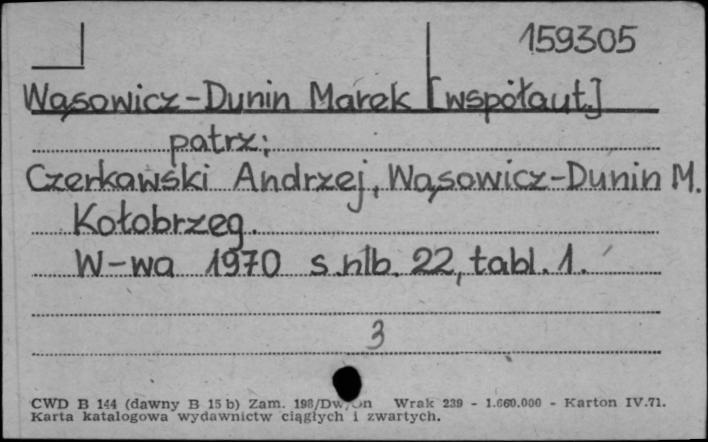 159305
Wąsowicz-Dunin Marek [współaut.]
patrz:
Czerkawski Andrzej, Wąsowicz-Dunin M.
Kołobrzeg.
W-wa 1970 s.nlb. 22, tabl. 1.
3
CWD B 144 (dawny B 15 b) Zam. Wrak 239 - 1.660.000 - Karton IV.71.
Karta katalogowa wydawnictw ciągłych i zwartych.